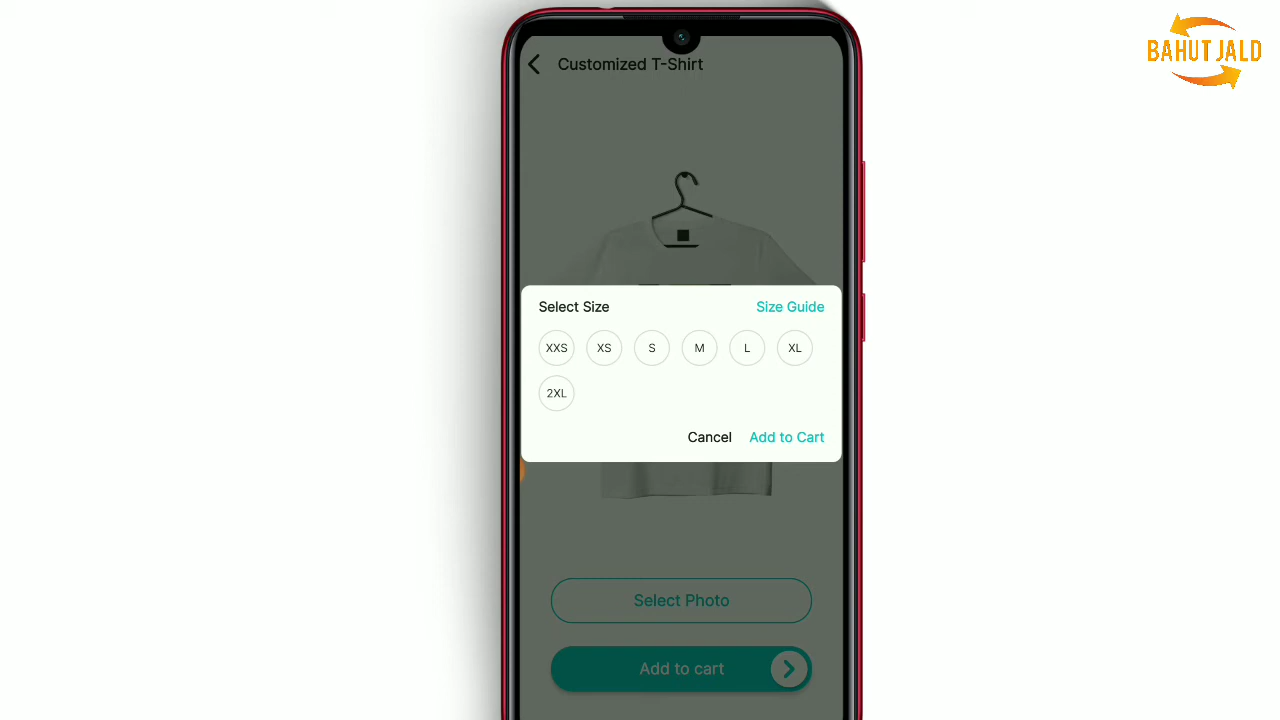 BAHUT JALD
Customized T-Shirt
Select Size
Size Guide
XXS XS S M L XL
2XL
Cancel Add to Cart
Select Photo
Add to cart